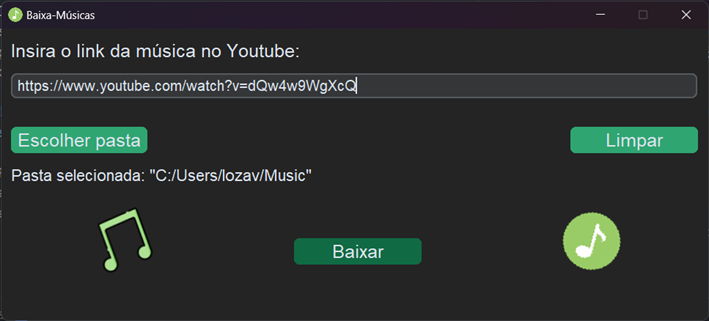 Baixa-Músicas
Insira o link da música no Youtube:
https://www.youtube.com/watch?v=dQw4w9WgXcQ
Escolher pasta
Limpar
Pasta selecionada: "C:/Users/lozav/Music"
Baixar